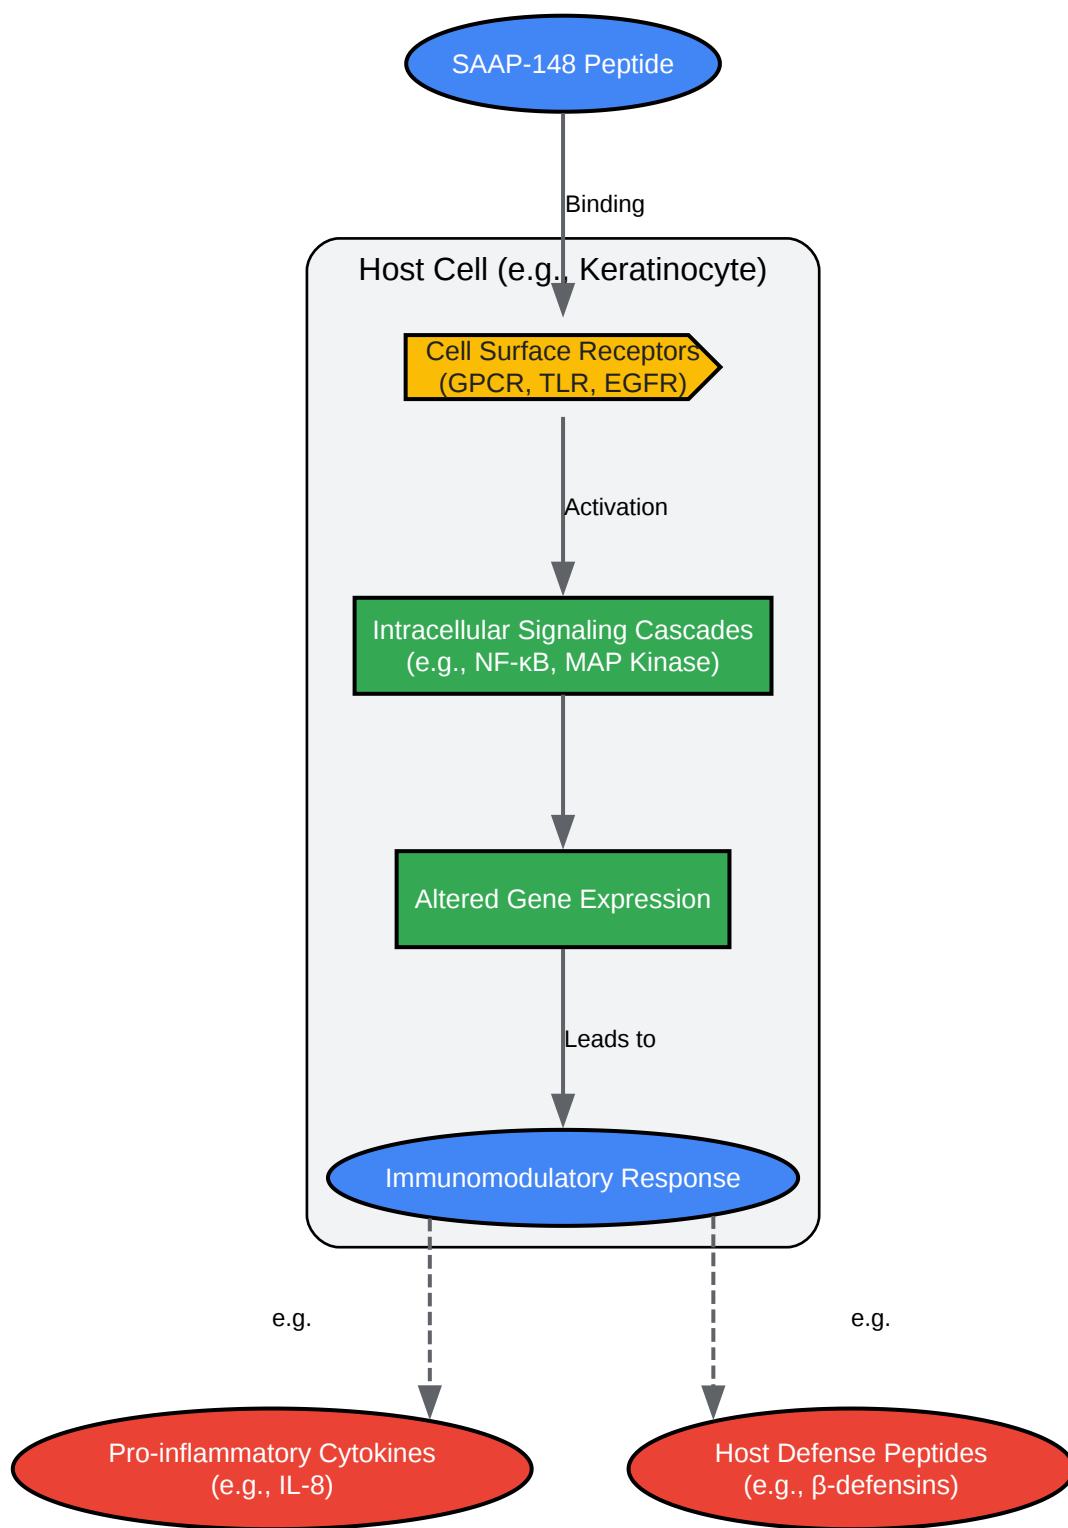 SAAP-148 Peptide
Binding
Host Cell (e.g., Keratinocyte)
Cell Surface Receptors
(GPCR, TLR, EGFR)
Activation
Intracellular Signaling Cascades
(e.g., NF-κB, MAP Kinase)
Altered Gene Expression
Leads to
Immunomodulatory Response
e.g.
e.g.
Pro-inflammatory Cytokines
(e.g., IL-8)
Host Defense Peptides
(e.g., β-defensins)